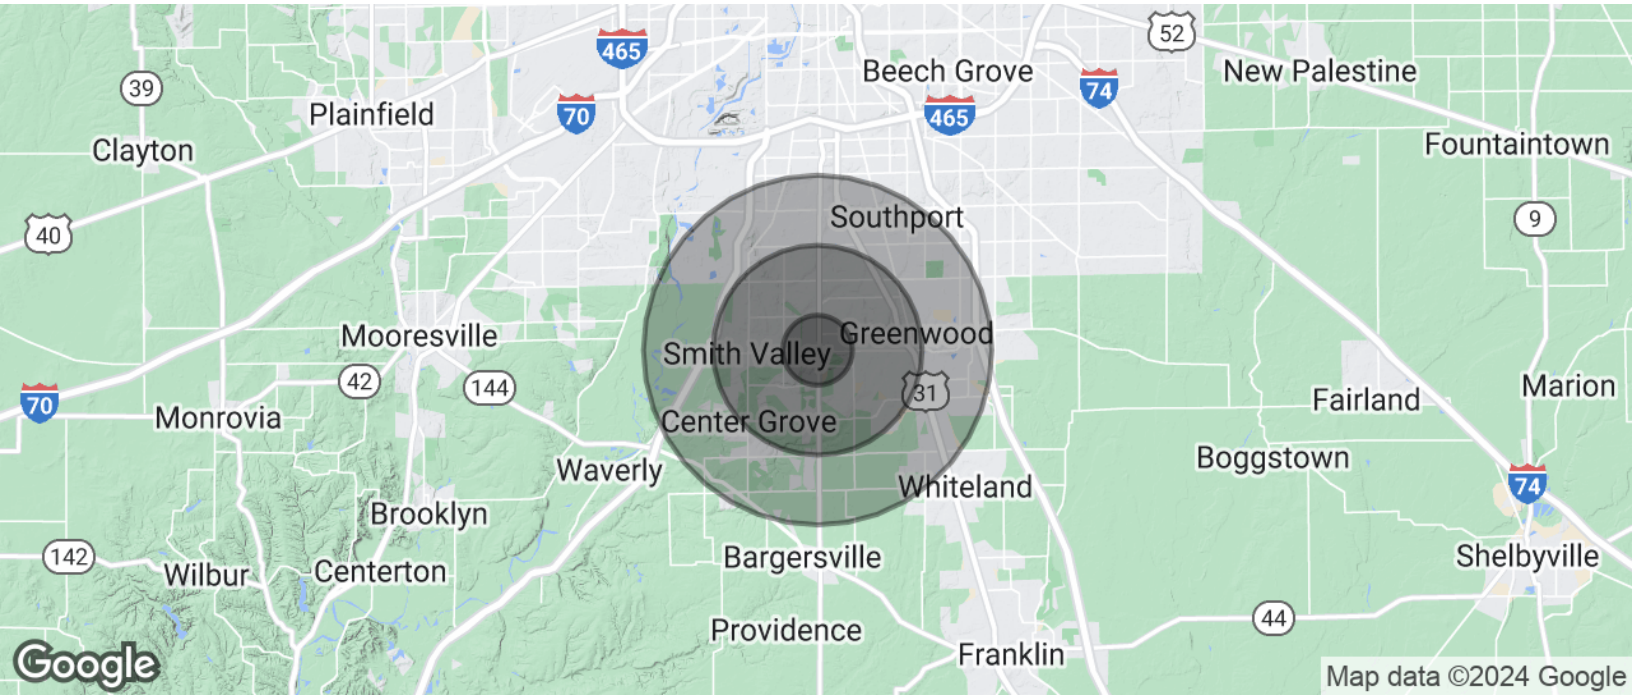 52
465
Beech Grove
New Palestine
39
74
Plainfield
70
465
Clayton
Fountaintown
Southport
9
40
Mooresville
Greenwood
Smith Valley
42
144
31
Marion
70
Fairland
Monrovia
Center Grove
Boggstown
Waverly
Whiteland
74
Brooklyn
142
Bargersville
Shelbyville
Wilbur
Centerton
44
Providence
Franklin
Google
Map data ©2024 Google